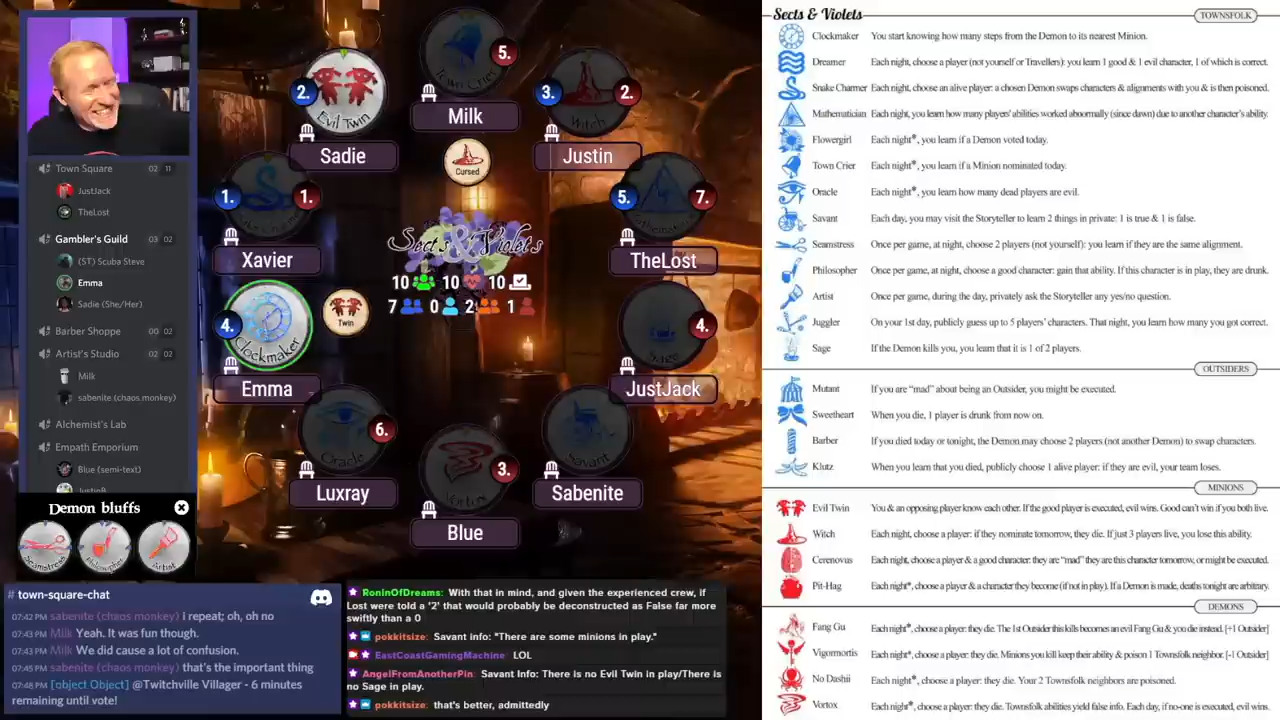 Town Square 02 11
JustJack
TheLost
Gambler's Guild 03 02
(ST) Scuba Steve
Emma
Sadie (She/Her)
Barber Shoppe 00 02
Artist's Studio 02 02
Milk
sabenite (chaos monkey)
Alchemist's Lab
Empath Emporium
Blue (semi-text)
Demon bluffs
Seamstress
Philosopher
Artist
# town-square-chat
07:42 PM sabenite (chaos monkey) i repeat; oh, oh no
07:43 PM Milk Yeah. It was fun though.
07:43 PM Milk We did cause a lot of confusion.
07:45 PM sabenite (chaos monkey) that's the important thing
07:48 PM [object Object] @Twitchville Villager - 6 minutes
remaining until vote!
2.
Evil Twin
Sadie
5.
Town Crier
Milk
3.
2.
Witch
Justin
Cursed
1.
1.
Xavier
5.
7.
TheLost
Sects & Violets
10 10 10
7 0 2 1
4.
Clockmaker
Emma
Twin
4.
Sage
JustJack
6.
Oracle
Luxray
3.
Vortox
Blue
Savant
Sabenite
RonInOfDreams: With that in mind, and given the experienced crew, if
Lost were told a '2' that would probably be deconstructed as False far more
swiftly than a 0
pokkitsize: Savant info: "There are some minions in play."
EastCoastGamingMachine: LOL
AngelFromAnotherPin: Savant Info: There is no Evil Twin in play/There is
no Sage in play.
pokkitsize: that's better, admittedly
Sects & Violets
TOWNSFOLK
Clockmaker You start knowing how many steps from the Demon to its nearest Minion.
Dreamer Each night, choose a player (not yourself or Travellers): you learn 1 good & 1 evil character, 1 of which is correct.
Snake Charmer Each night, choose an alive player: a chosen Demon swaps characters & alignments with you & is then poisoned.
Mathematician Each night, you learn how many players' abilities worked abnormally (since dawn) due to another character's ability.
Flowergirl Each night*, you learn if a Demon voted today.
Town Crier Each night*, you learn if a Minion nominated today.
Oracle Each night*, you learn how many dead players are evil.
Savant Each day, you may visit the Storyteller to learn 2 things in private: 1 is true & 1 is false.
Seamstress Once per game, at night, choose 2 players (not yourself): you learn if they are the same alignment.
Philosopher Once per game, at night, choose a good character: gain that ability. If this character is in play, they are drunk.
Artist Once per game, during the day, privately ask the Storyteller any yes/no question.
Juggler On your 1st day, publicly guess up to 5 players' characters. That night, you learn how many you got correct.
Sage If the Demon kills you, you learn that it is 1 of 2 players.
OUTSIDERS
Mutant If you are "mad" about being an Outsider, you might be executed.
Sweetheart When you die, 1 player is drunk from now on.
Barber If you died today or tonight, the Demon may choose 2 players (not another Demon) to swap characters.
Klutz When you learn that you died, publicly choose 1 alive player: if they are evil, your team loses.
MINIONS
Evil Twin You & an opposing player know each other. If the good player is executed, evil wins. Good can't win if you both live.
Witch Each night, choose a player: if they nominate tomorrow, they die. If just 3 players live, you lose this ability.
Cerenovus Each night, choose a player & a good character: they are "mad" they are this character tomorrow, or might be executed.
Pit-Hag Each night*, choose a player & a character they become (if not in play). If a Demon is made, deaths tonight are arbitrary.
DEMONS
Fang Gu Each night*, choose a player: they die. The 1st Outsider this kills becomes an evil Fang Gu & you die instead. [+1 Outsider]
Vigormortis Each night*, choose a player: they die. Minions you kill keep their ability & poison 1 Townsfolk neighbor. [-1 Outsider]
No Dashii Each night*, choose a player: they die. Your 2 Townsfolk neighbors are poisoned.
Vortox Each night*, choose a player: they die. Townsfolk abilities yield false info. Each day, if no-one is executed, evil wins.